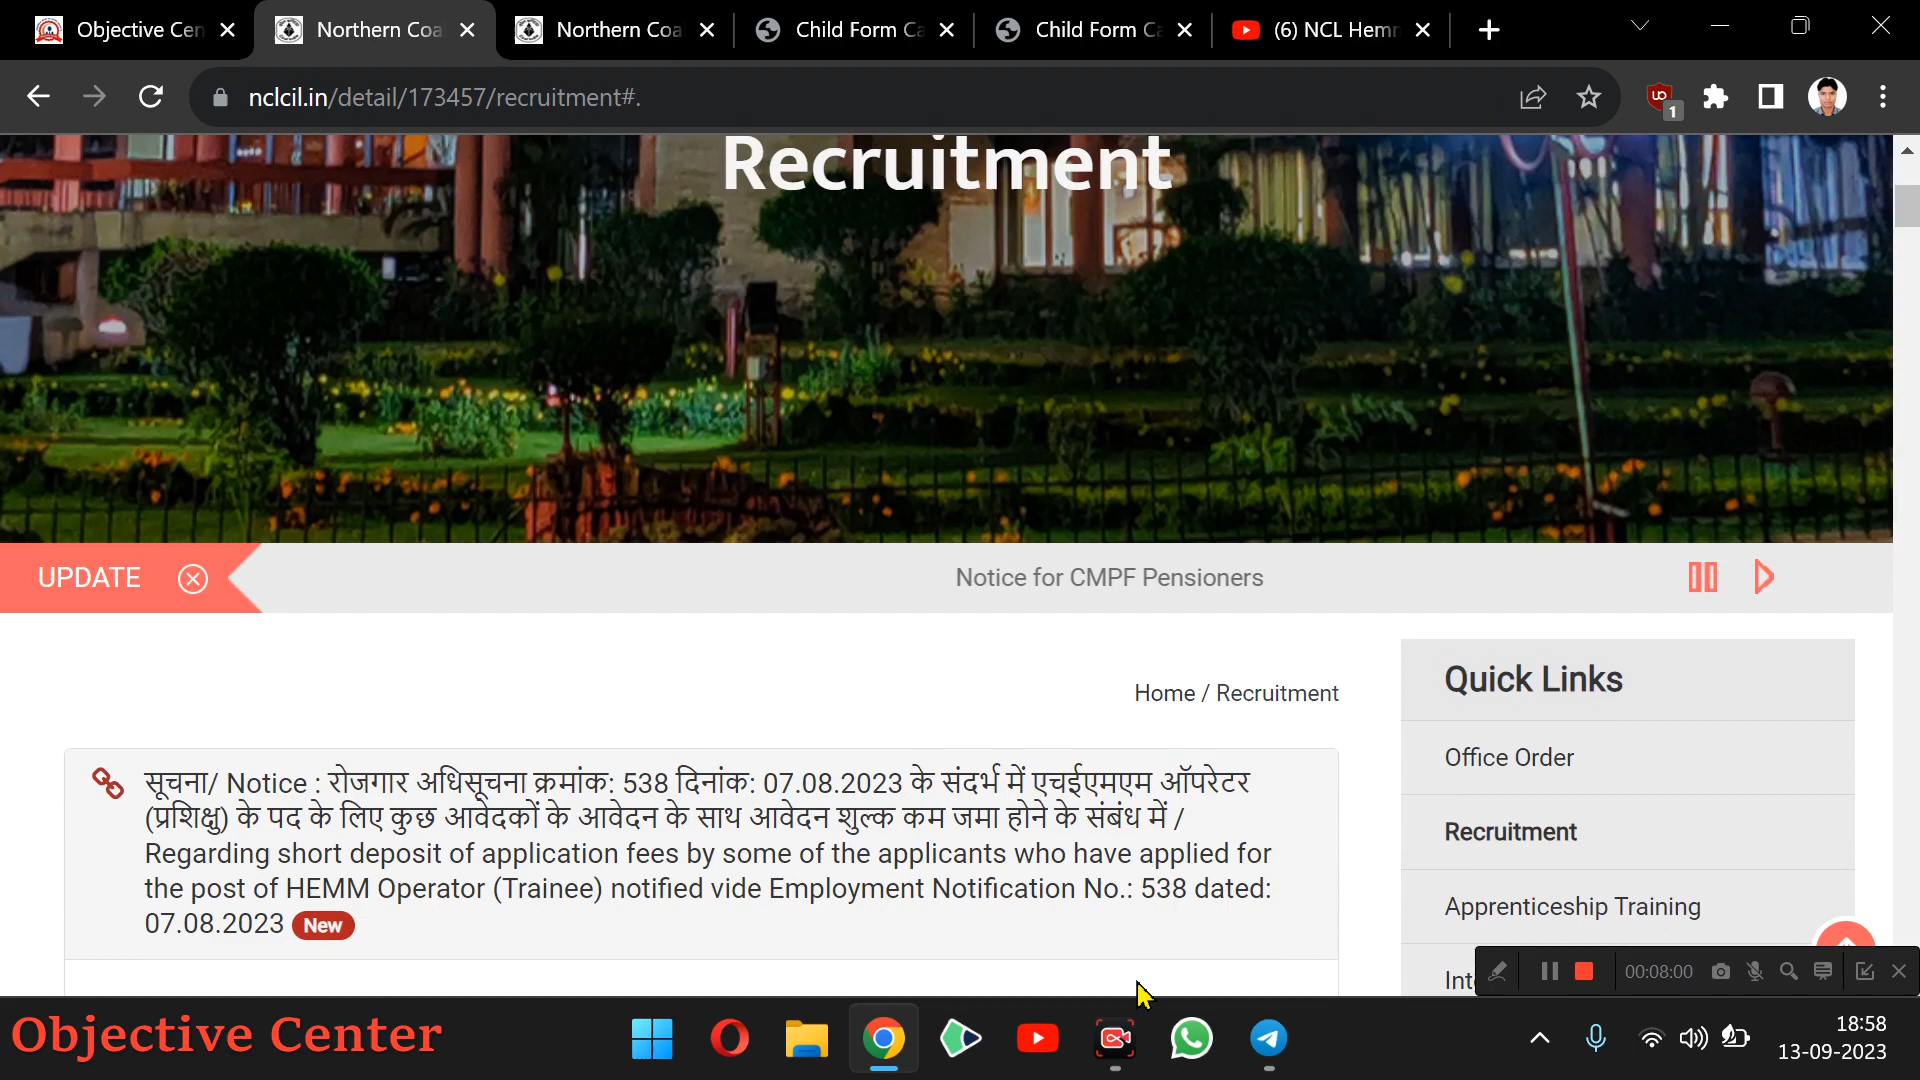 Objective Cen
Northern Coa
Northern Coa
Child Form Ca
Child Form Ca
(6) NCL Hemm
nclcil.in/detail/173457/recruitment#.
1
Recruitment
UPDATE
Notice for CMPF Pensioners
Home / Recruitment
Quick Links
Office Order
Recruitment
Apprenticeship Training
Int
सूचना/ Notice : रोजगार अधिसूचना क्रमांक: 538 दिनांक: 07.08.2023 के संदर्भ में एचईएमएम ऑपरेटर
(प्रशिक्षु) के पद के लिए कुछ आवेदकों के आवेदन के साथ आवेदन शुल्क कम जमा होने के संबंध में /
Regarding short deposit of application fees by some of the applicants who have applied for
the post of HEMM Operator (Trainee) notified vide Employment Notification No.: 538 dated:
07.08.2023 New
00:08:00
Objective Center
18:58
13-09-2023